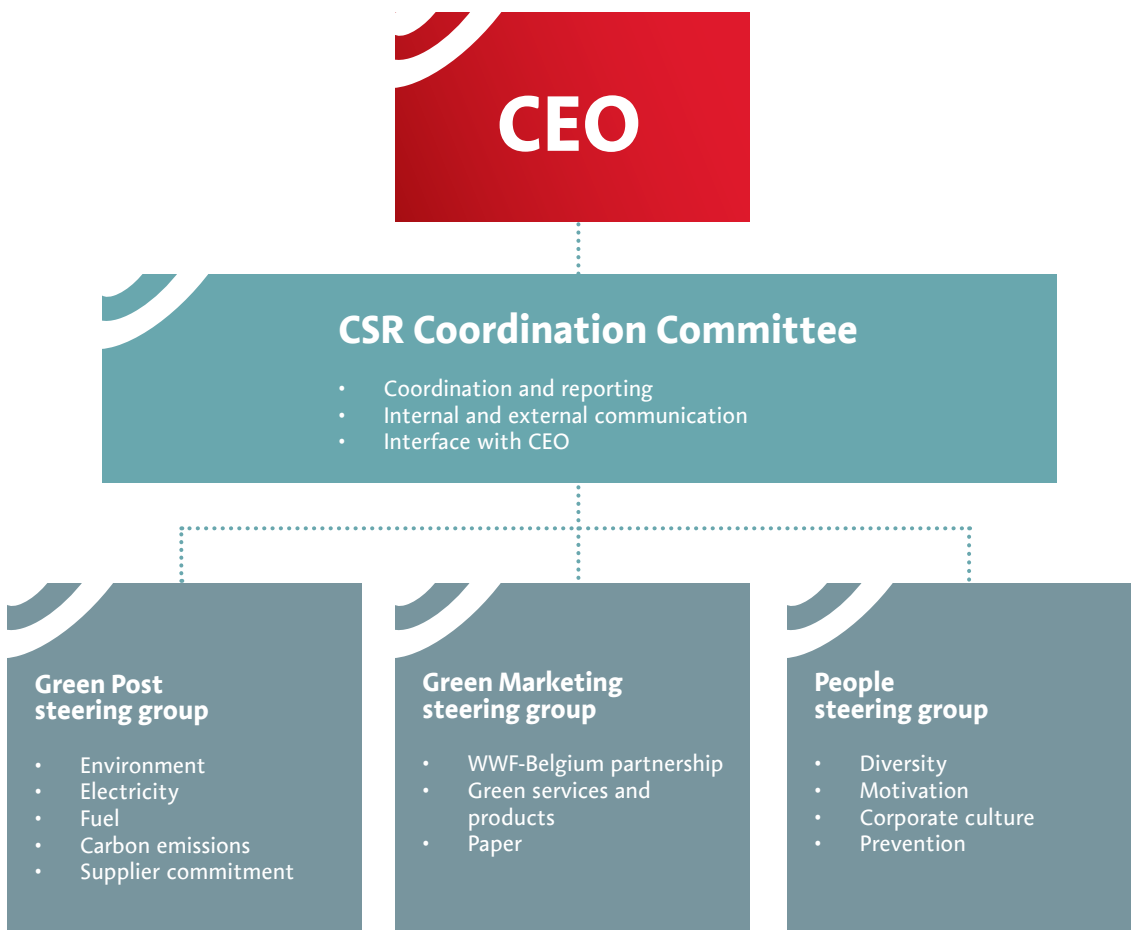 CEO
CSR Coordination Committee
• Coordination and reporting
• Internal and external communication
• Interface with CEO
Green Post
steering group
• Environment
• Electricity
• Fuel
• Carbon emissions
• Supplier commitment
Green Marketing
steering group
• WWF-Belgium partnership
• Green services and
products
• Paper
People
steering group
• Diversity
• Motivation
• Corporate culture
• Prevention